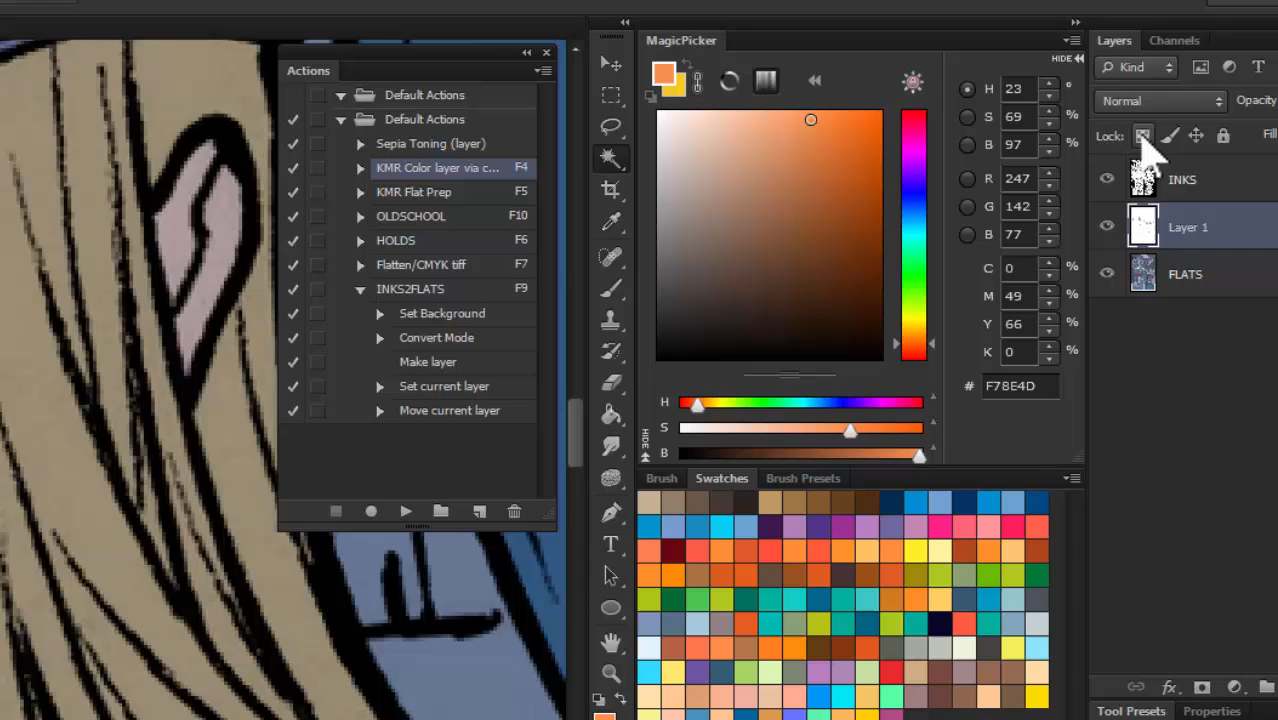 Actions
Default Actions
Default Actions
Sepia Toning (layer)
KMR Color layer via c... F4
KMR Flat Prep F5
OLDSCHOOL F10
HOLDS F6
Flatten/CMYK tiff F7
INKS2FLATS F9
Set Background
Convert Mode
Make layer
Set current layer
Move current layer
MagicPicker
HIDE
H 23 °
S 69 %
B 97 %
R 247
G 142
B 77
C 0 %
M 49 %
Y 66 %
K 0 %
# F78E4D
H
S
B
HIDE
Brush Swatches Brush Presets
Layers Channels
Kind
Normal Opacity
Lock: Fill
INKS
Layer 1
FLATS
fx
Tool Presets Properties